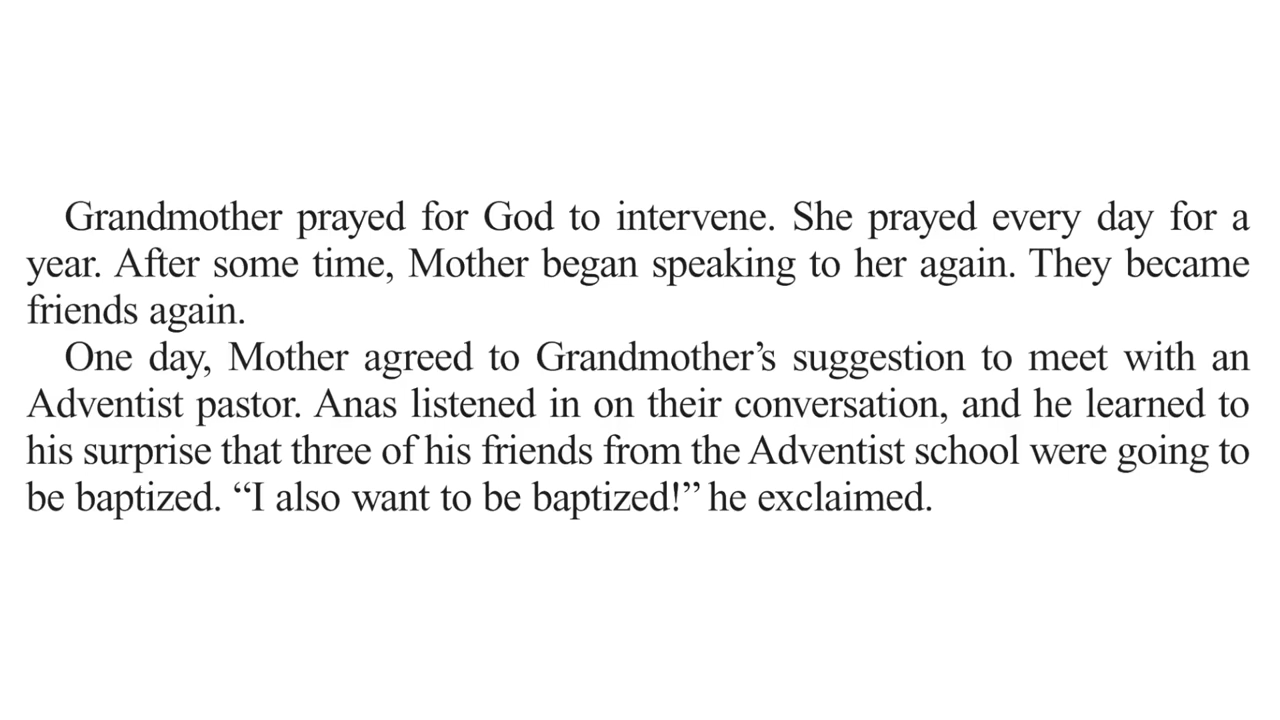 Grandmother prayed for God to intervene. She prayed every day for a
year. After some time, Mother began speaking to her again. They became
friends again.
One day, Mother agreed to Grandmother’s suggestion to meet with an
Adventist pastor. Anas listened in on their conversation, and he learned to
his surprise that three of his friends from the Adventist school were going to
be baptized. “I also want to be baptized!” he exclaimed.